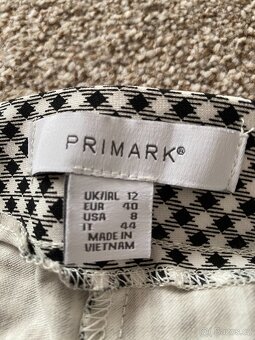 PRIMARK®
UK/IRL 12
EUR 40
USA 8
IT 44
MADE IN
VIETNAM